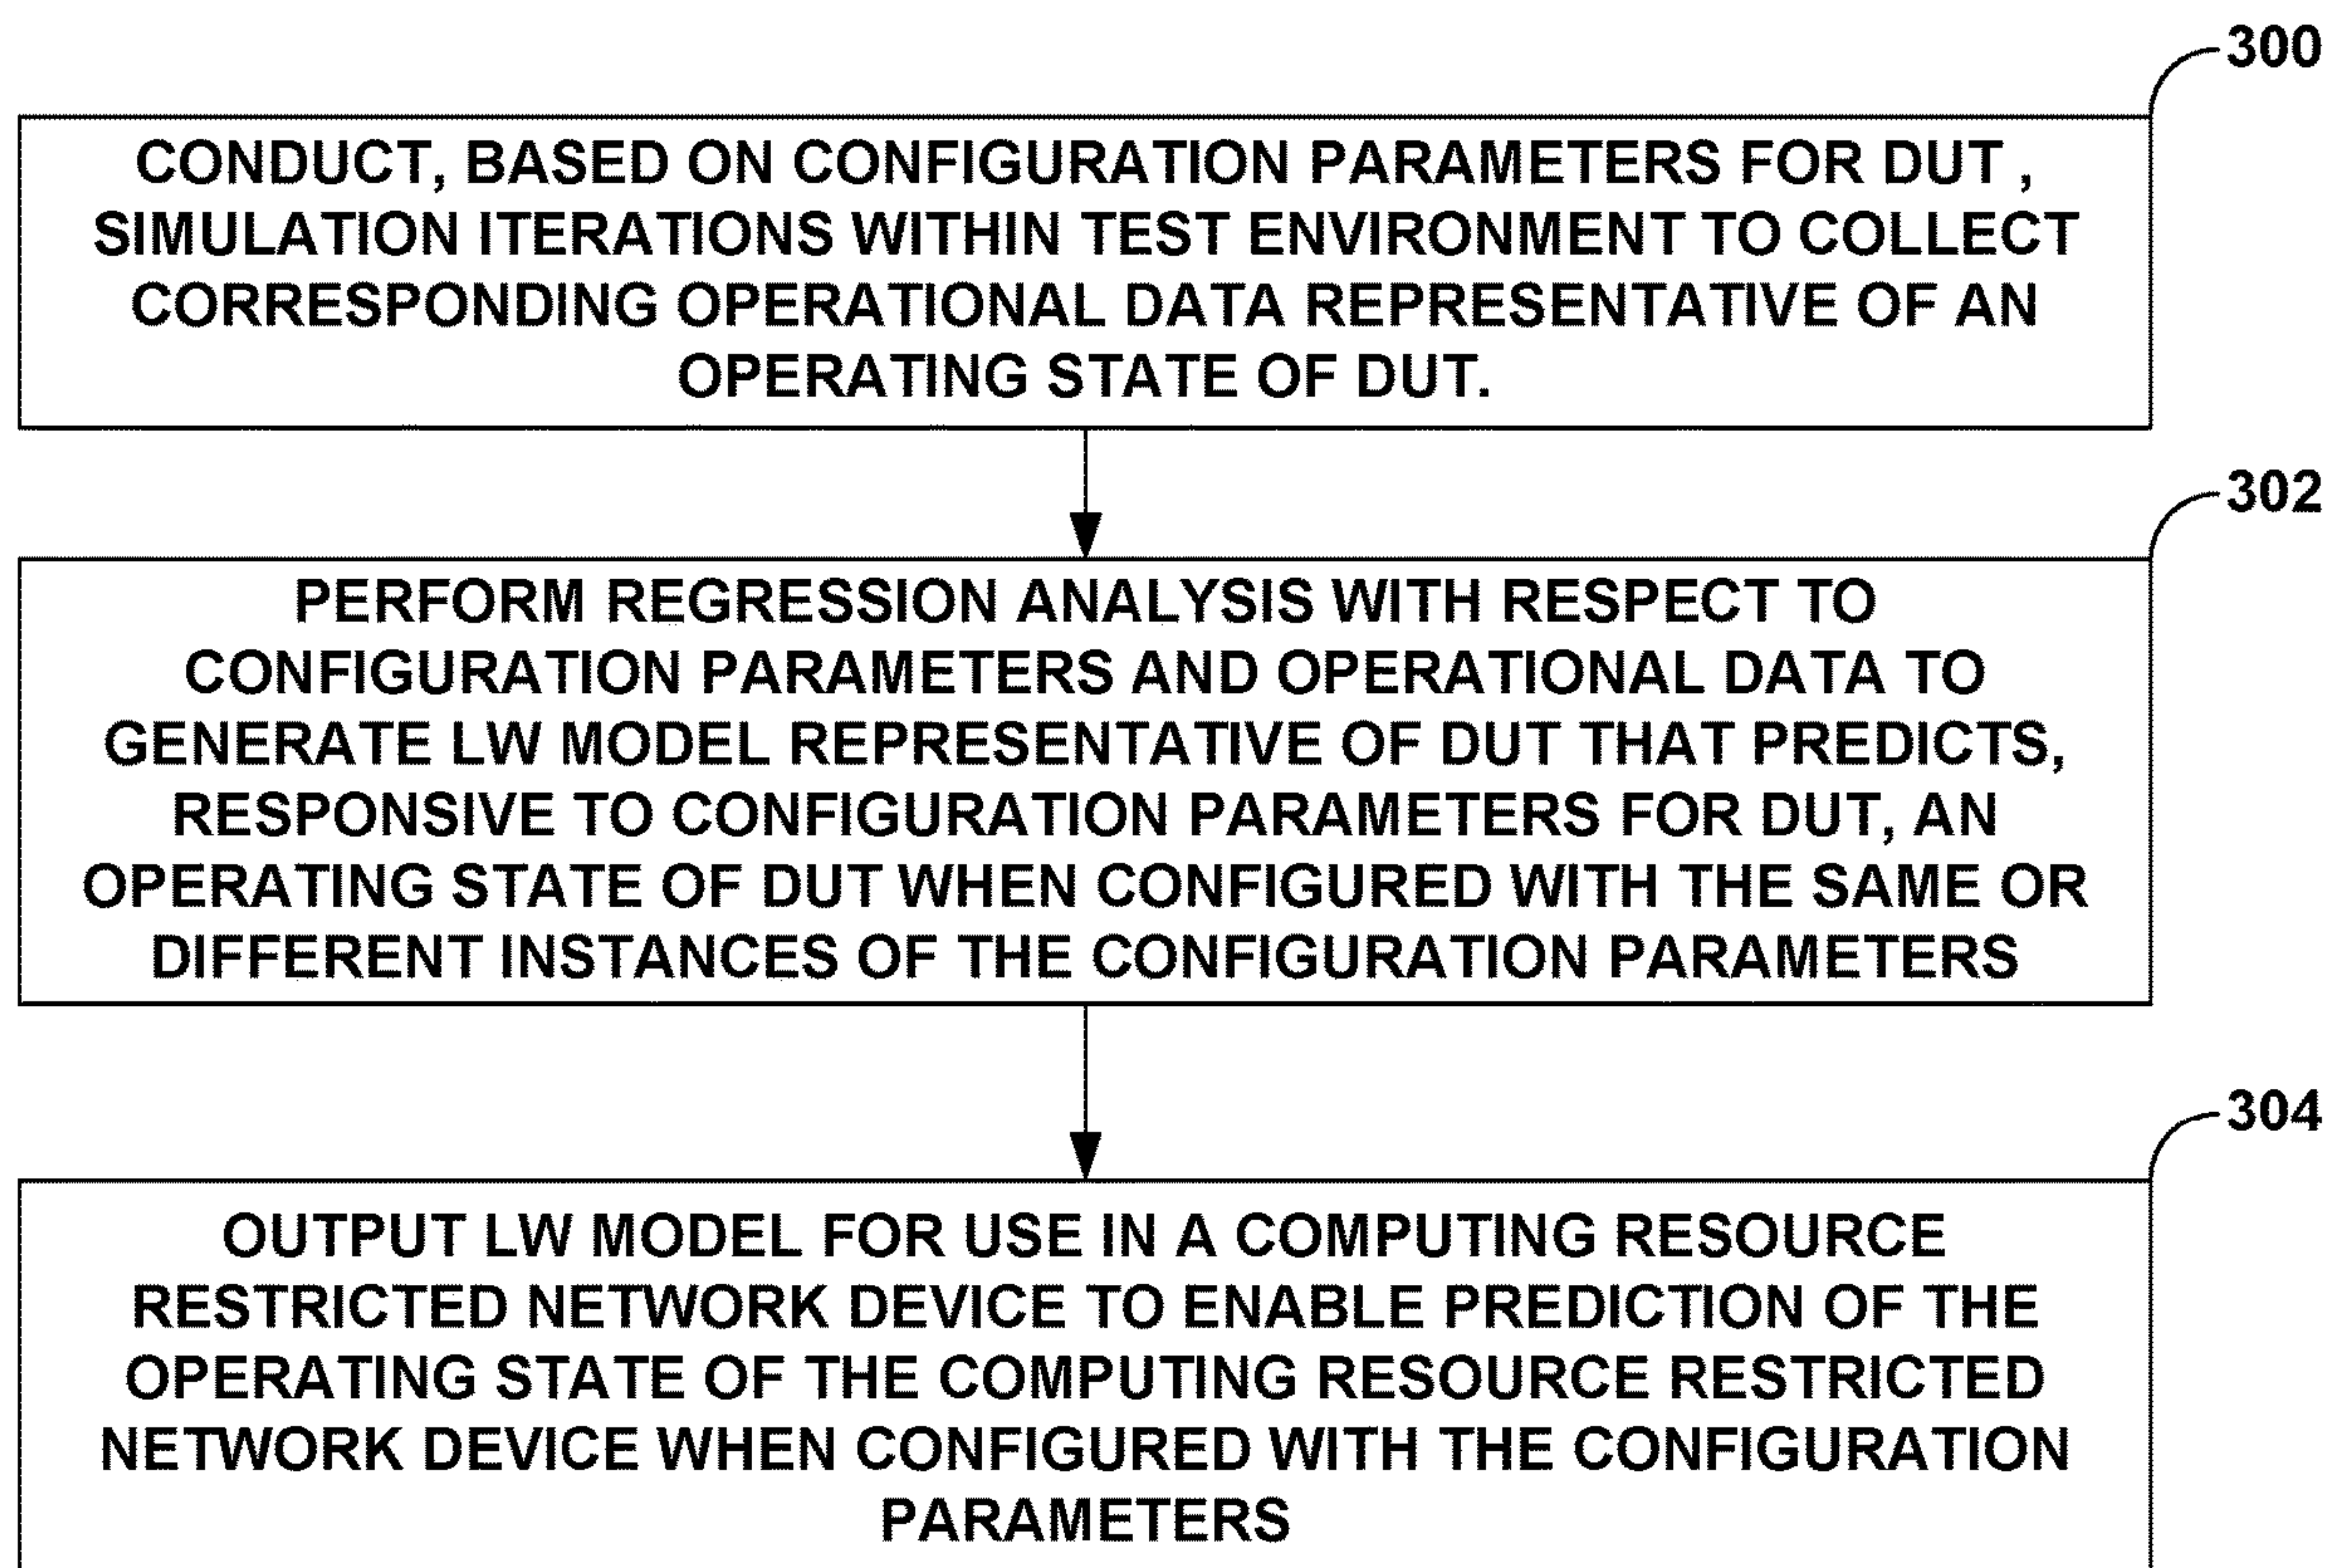 300
CONDUCT, BASED ON CONFIGURATION PARAMETERS FOR DUT ,
SIMULATION ITERATIONS WITHIN TEST ENVIRONMENT TO COLLECT
CORRESPONDING OPERATIONAL DATA REPRESENTATIVE OF AN
OPERATING STATE OF DUT.
302
PERFORM REGRESSION ANALYSIS WITH RESPECT TO
CONFIGURATION PARAMETERS AND OPERATIONAL DATA TO
GENERATE LW MODEL REPRESENTATIVE OF DUT THAT PREDICTS,
RESPONSIVE TO CONFIGURATION PARAMETERS FOR DUT, AN
OPERATING STATE OF DUT WHEN CONFIGURED WITH THE SAME OR
DIFFERENT INSTANCES OF THE CONFIGURATION PARAMETERS
304
OUTPUT LW MODEL FOR USE IN A COMPUTING RESOURCE
RESTRICTED NETWORK DEVICE TO ENABLE PREDICTION OF THE
OPERATING STATE OF THE COMPUTING RESOURCE RESTRICTED
NETWORK DEVICE WHEN CONFIGURED WITH THE CONFIGURATION
PARAMETERS